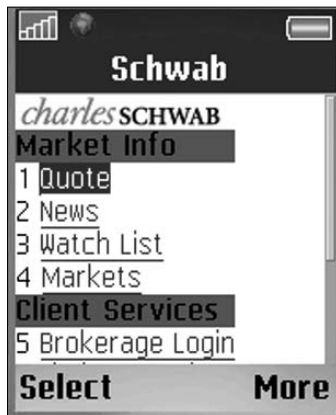 Schwab
charles SCHWAB
Market Info
1 Quote
2 News
3 Watch List
4 Markets
Client Services
5 Brokerage Login
Select More